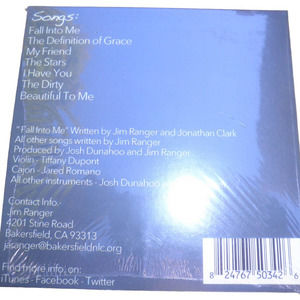 Songs:
Fall Into Me
The Definition of Grace
My Friend
The Stars
I Have You
The Dirty
Beautiful To Me
"Fall Into Me" Written by Jim Ranger and Jonathan Clark
All other songs written by Jim Ranger
Produced by Josh Dunahoo and Jim Ranger
Violin - Tiffany Dupont
Cajon - Jared Romano
All other instruments - Josh Dunahoo
Contact Info.-
Jim Ranger
4201 Stine Road
Bakersfield, CA 93313
jasanger@bakersfieldnlc.org
Find more info. on:
iTunes - Facebook - Twitter
8 24767 50342 6